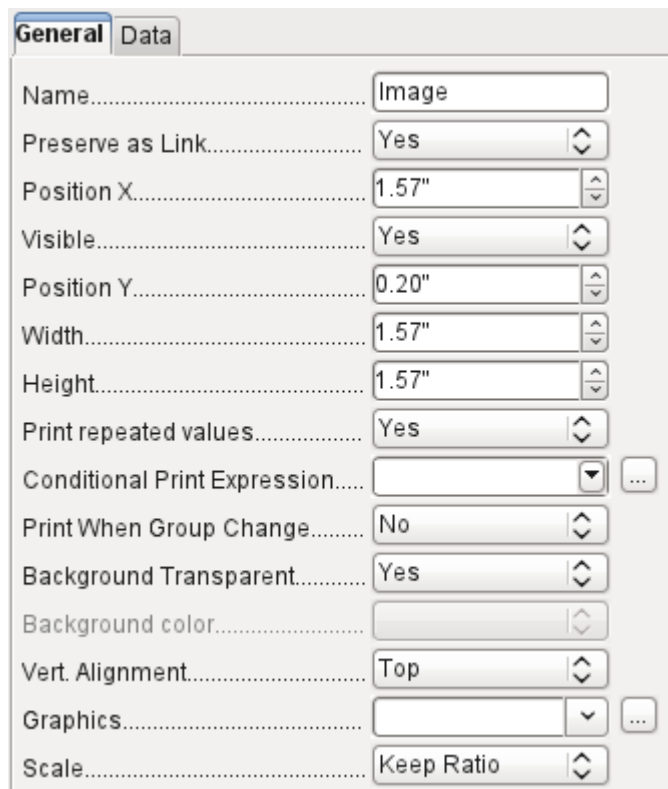 General Data
Name........................................ Image
Preserve as Link....................... Yes
Position X.................................. 1.57"
Visible....................................... Yes
Position Y.................................. 0.20"
Width......................................... 1.57"
Height........................................ 1.57"
Print repeated values................ Yes
Conditional Print Expression..... ...
Print When Group Change......... No
Background Transparent........... Yes
Background color......................
Vert. Alignment......................... Top
Graphics................................... ...
Scale......................................... Keep Ratio